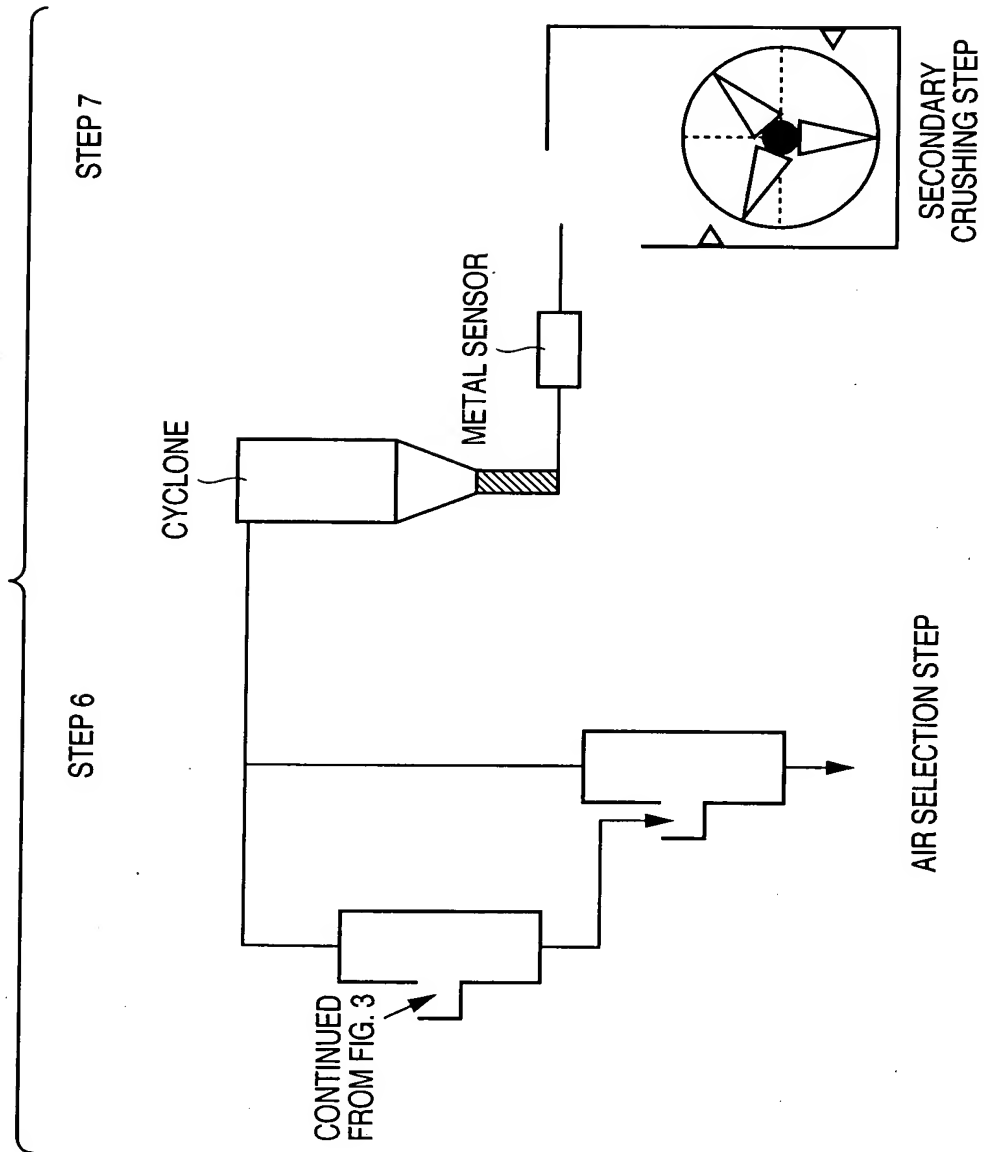 STEP 6
STEP 7
CYCLONE
METAL SENSOR
CONTINUED
FROM FIG. 3
AIR SELECTION STEP
SECONDARY
CRUSHING STEP